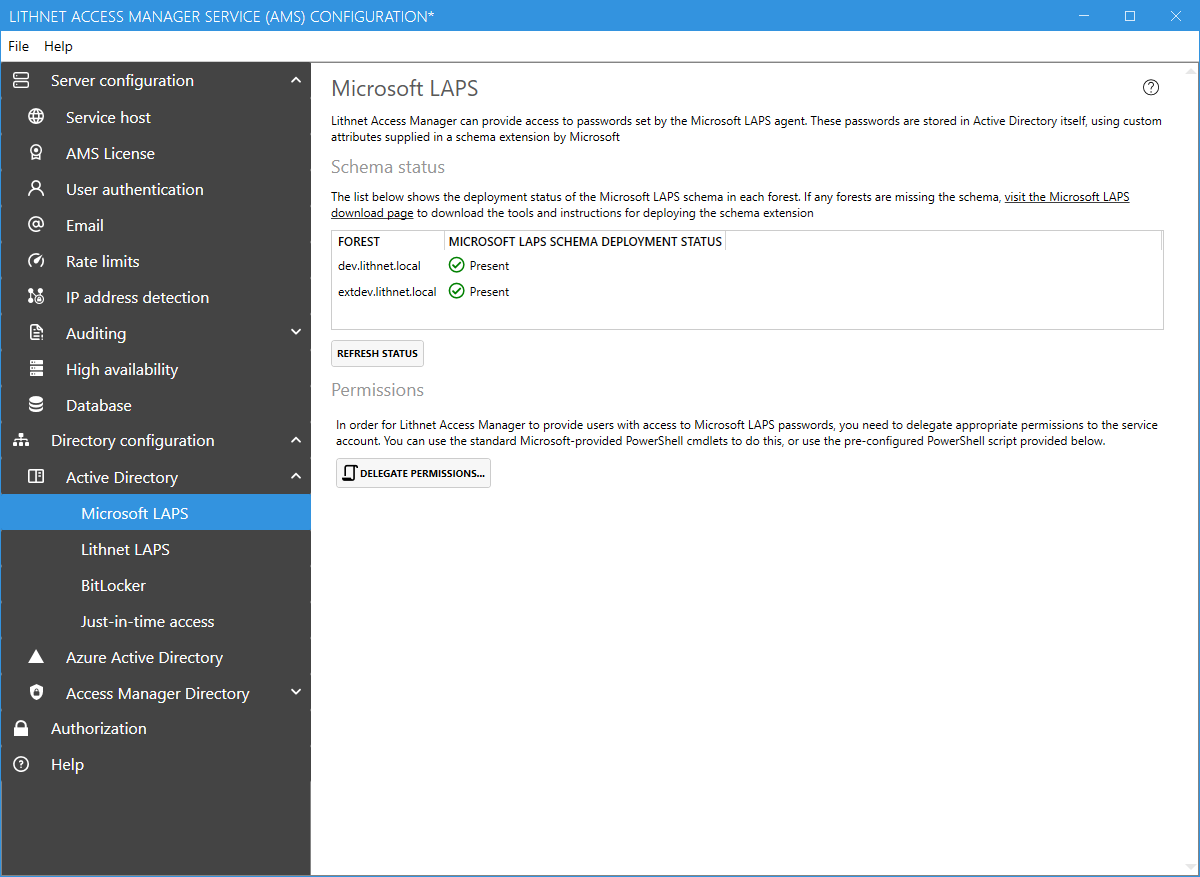 LITHNET ACCESS MANAGER SERVICE (AMS) CONFIGURATION*
File Help
Server configuration
Service host
AMS License
User authentication
Email
Rate limits
IP address detection
Auditing
High availability
Database
Directory configuration
Active Directory
Microsoft LAPS
Lithnet LAPS
BitLocker
Just-in-time access
Azure Active Directory
Access Manager Directory
Authorization
Help
Microsoft LAPS
Lithnet Access Manager can provide access to passwords set by the Microsoft LAPS agent. These passwords are stored in Active Directory itself, using custom
attributes supplied in a schema extension by Microsoft
Schema status
The list below shows the deployment status of the Microsoft LAPS schema in each forest. If any forests are missing the schema, visit the Microsoft LAPS
download page to download the tools and instructions for deploying the schema extension
FOREST MICROSOFT LAPS SCHEMA DEPLOYMENT STATUS
dev.lithnet.local Present
extdev.lithnet.local Present
REFRESH STATUS
Permissions
In order for Lithnet Access Manager to provide users with access to Microsoft LAPS passwords, you need to delegate appropriate permissions to the service
account. You can use the standard Microsoft-provided PowerShell cmdlets to do this, or use the pre-configured PowerShell script provided below.
DELEGATE PERMISSIONS...